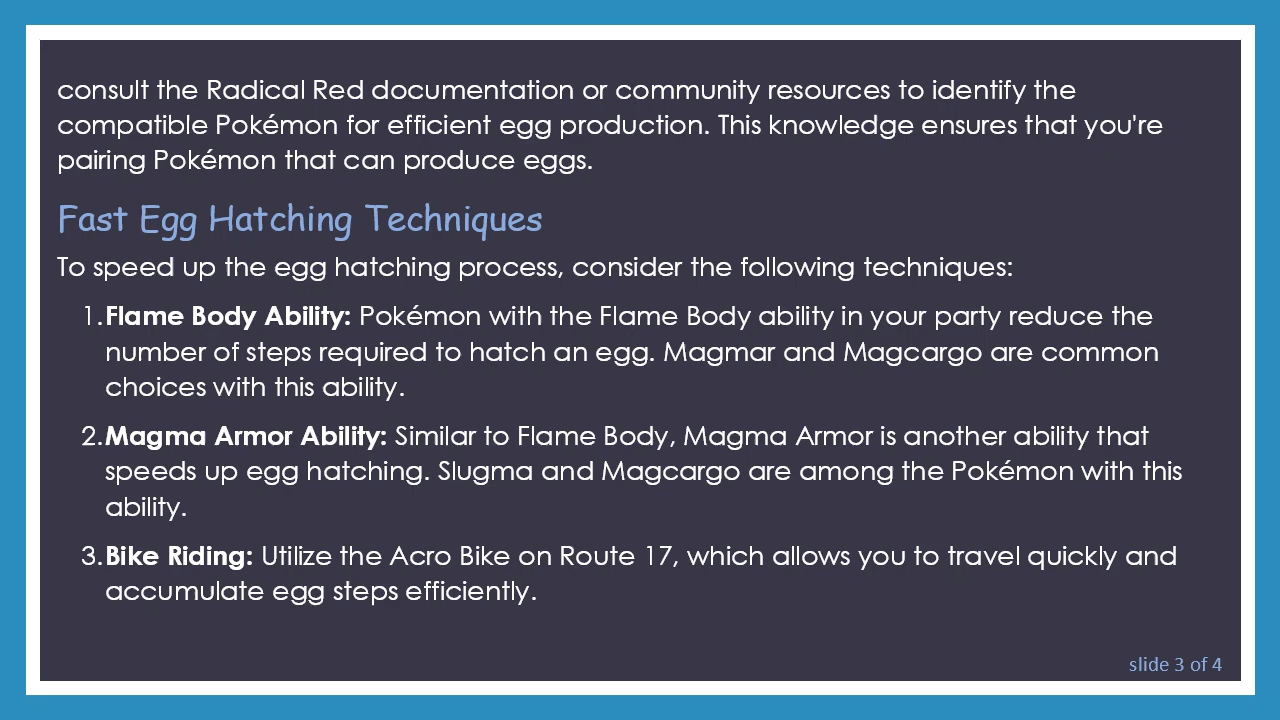 consult the Radical Red documentation or community resources to identify the
compatible Pokémon for efficient egg production. This knowledge ensures that you're
pairing Pokémon that can produce eggs.
Fast Egg Hatching Techniques
To speed up the egg hatching process, consider the following techniques:
1.Flame Body Ability: Pokémon with the Flame Body ability in your party reduce the
number of steps required to hatch an egg. Magmar and Magcargo are common
choices with this ability.
2.Magma Armor Ability: Similar to Flame Body, Magma Armor is another ability that
speeds up egg hatching. Slugma and Magcargo are among the Pokémon with this
ability.
3.Bike Riding: Utilize the Acro Bike on Route 17, which allows you to travel quickly and
accumulate egg steps efficiently.
slide 3 of 4